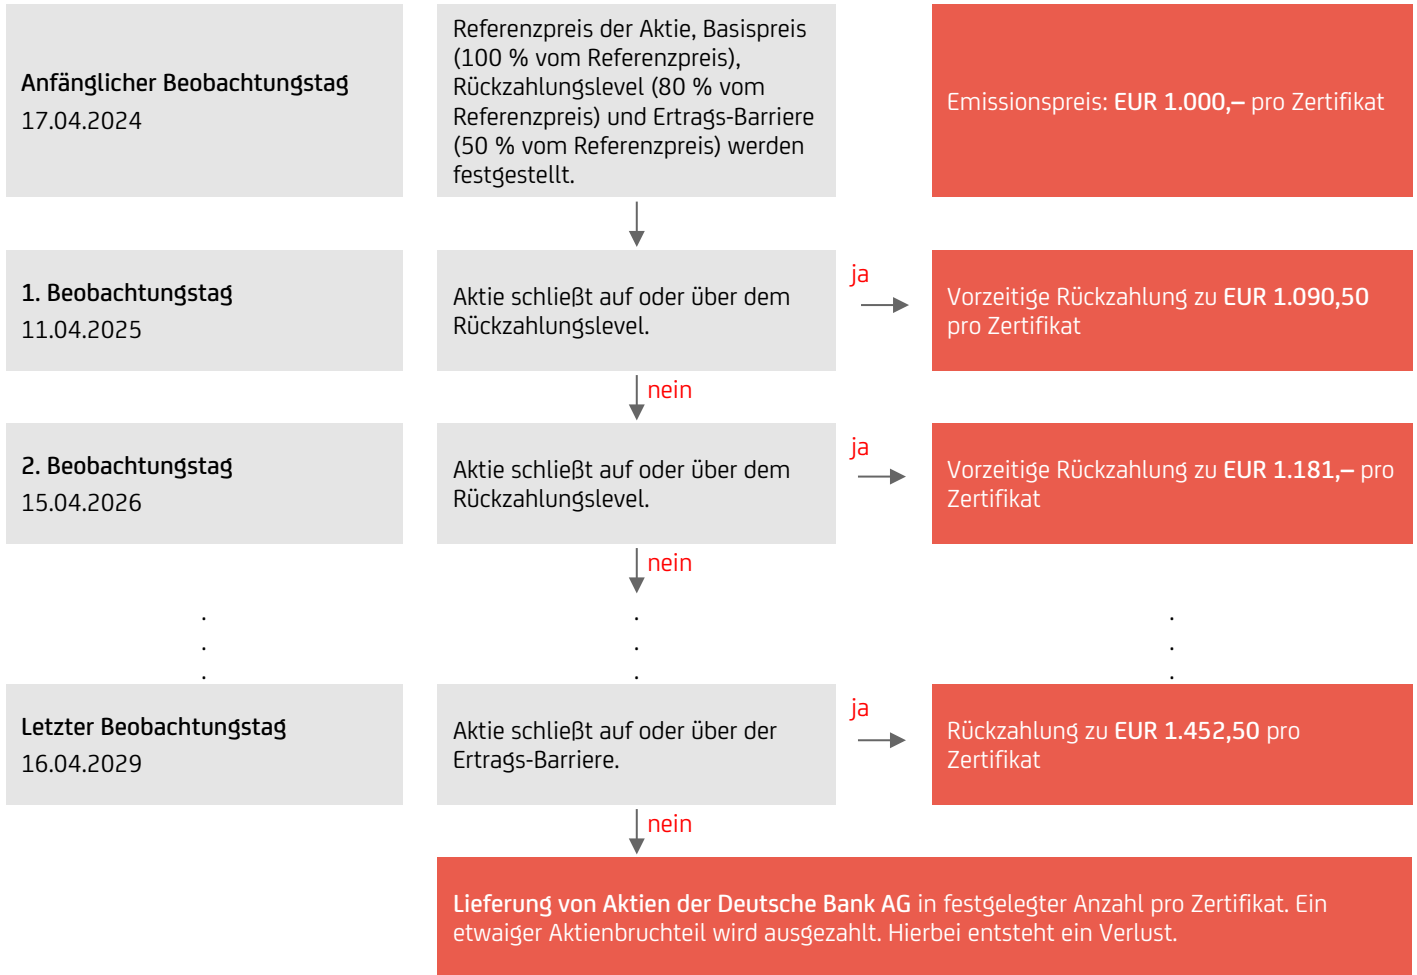 Anfänglicher Beobachtungstag
17.04.2024
Referenzpreis der Aktie, Basispreis
(100 % vom Referenzpreis),
Rückzahlungslevel (80 % vom
Referenzpreis) und Ertrags-Barriere
(50 % vom Referenzpreis) werden
festgestellt.
Emissionspreis: EUR 1.000,– pro Zertifikat
1. Beobachtungstag
11.04.2025
Aktie schließt auf oder über dem
Rückzahlungslevel.
ja
Vorzeitige Rückzahlung zu EUR 1.090,50
pro Zertifikat
nein
2. Beobachtungstag
15.04.2026
Aktie schließt auf oder über dem
Rückzahlungslevel.
ja
Vorzeitige Rückzahlung zu EUR 1.181,– pro
Zertifikat
nein
. . .
. . .
. . .
Letzter Beobachtungstag
16.04.2029
Aktie schließt auf oder über der
Ertrags-Barriere.
ja
Rückzahlung zu EUR 1.452,50 pro
Zertifikat
nein
Lieferung von Aktien der Deutsche Bank AG in festgelegter Anzahl pro Zertifikat. Ein
etwaiger Aktienbruchteil wird ausgezahlt. Hierbei entsteht ein Verlust.